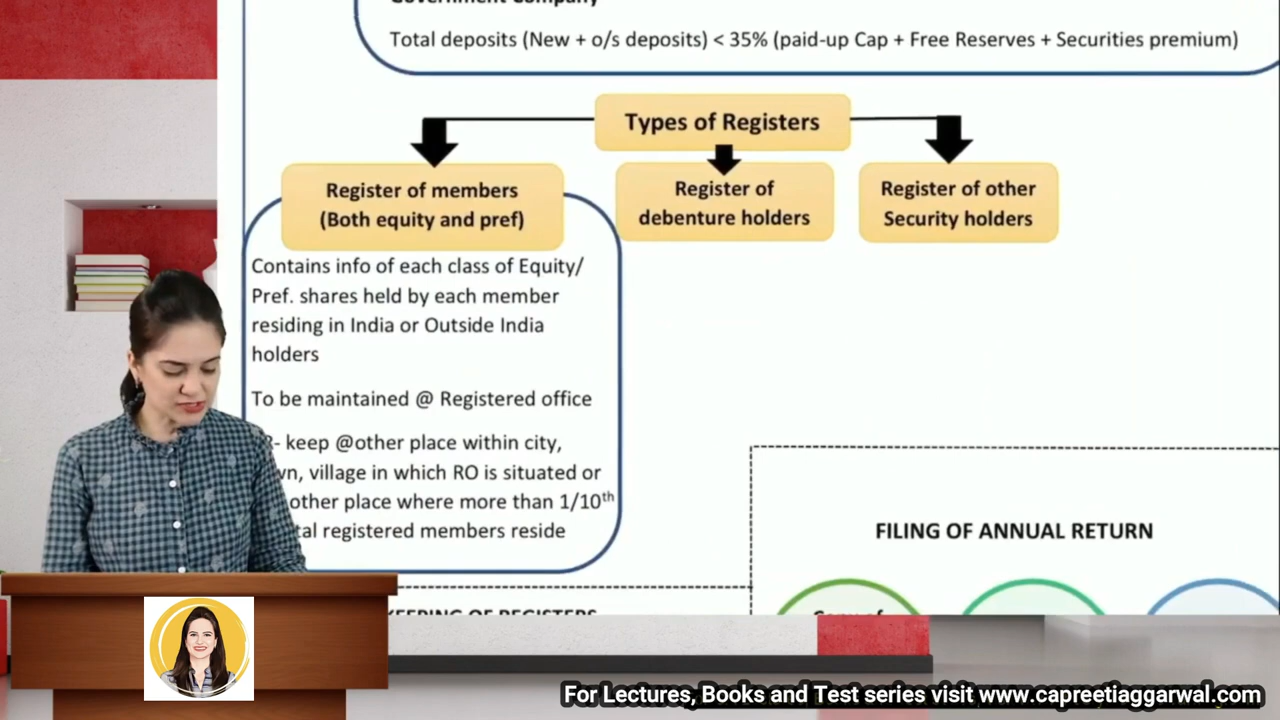 Total deposits (New + o/s deposits) < 35% (paid-up Cap + Free Reserves + Securities premium)
Types of Registers
Register of members
(Both equity and pref)
Register of
debenture holders
Register of other
Security holders
Contains info of each class of Equity/
Pref. shares held by each member
residing in India or Outside India
holders
To be maintained @ Registered office
- keep @other place within city,
village in which RO is situated or
other place where more than 1/10th
registered members reside
FILING OF ANNUAL RETURN
For Lectures, Books and Test series visit www.capreetiaggarwal.com